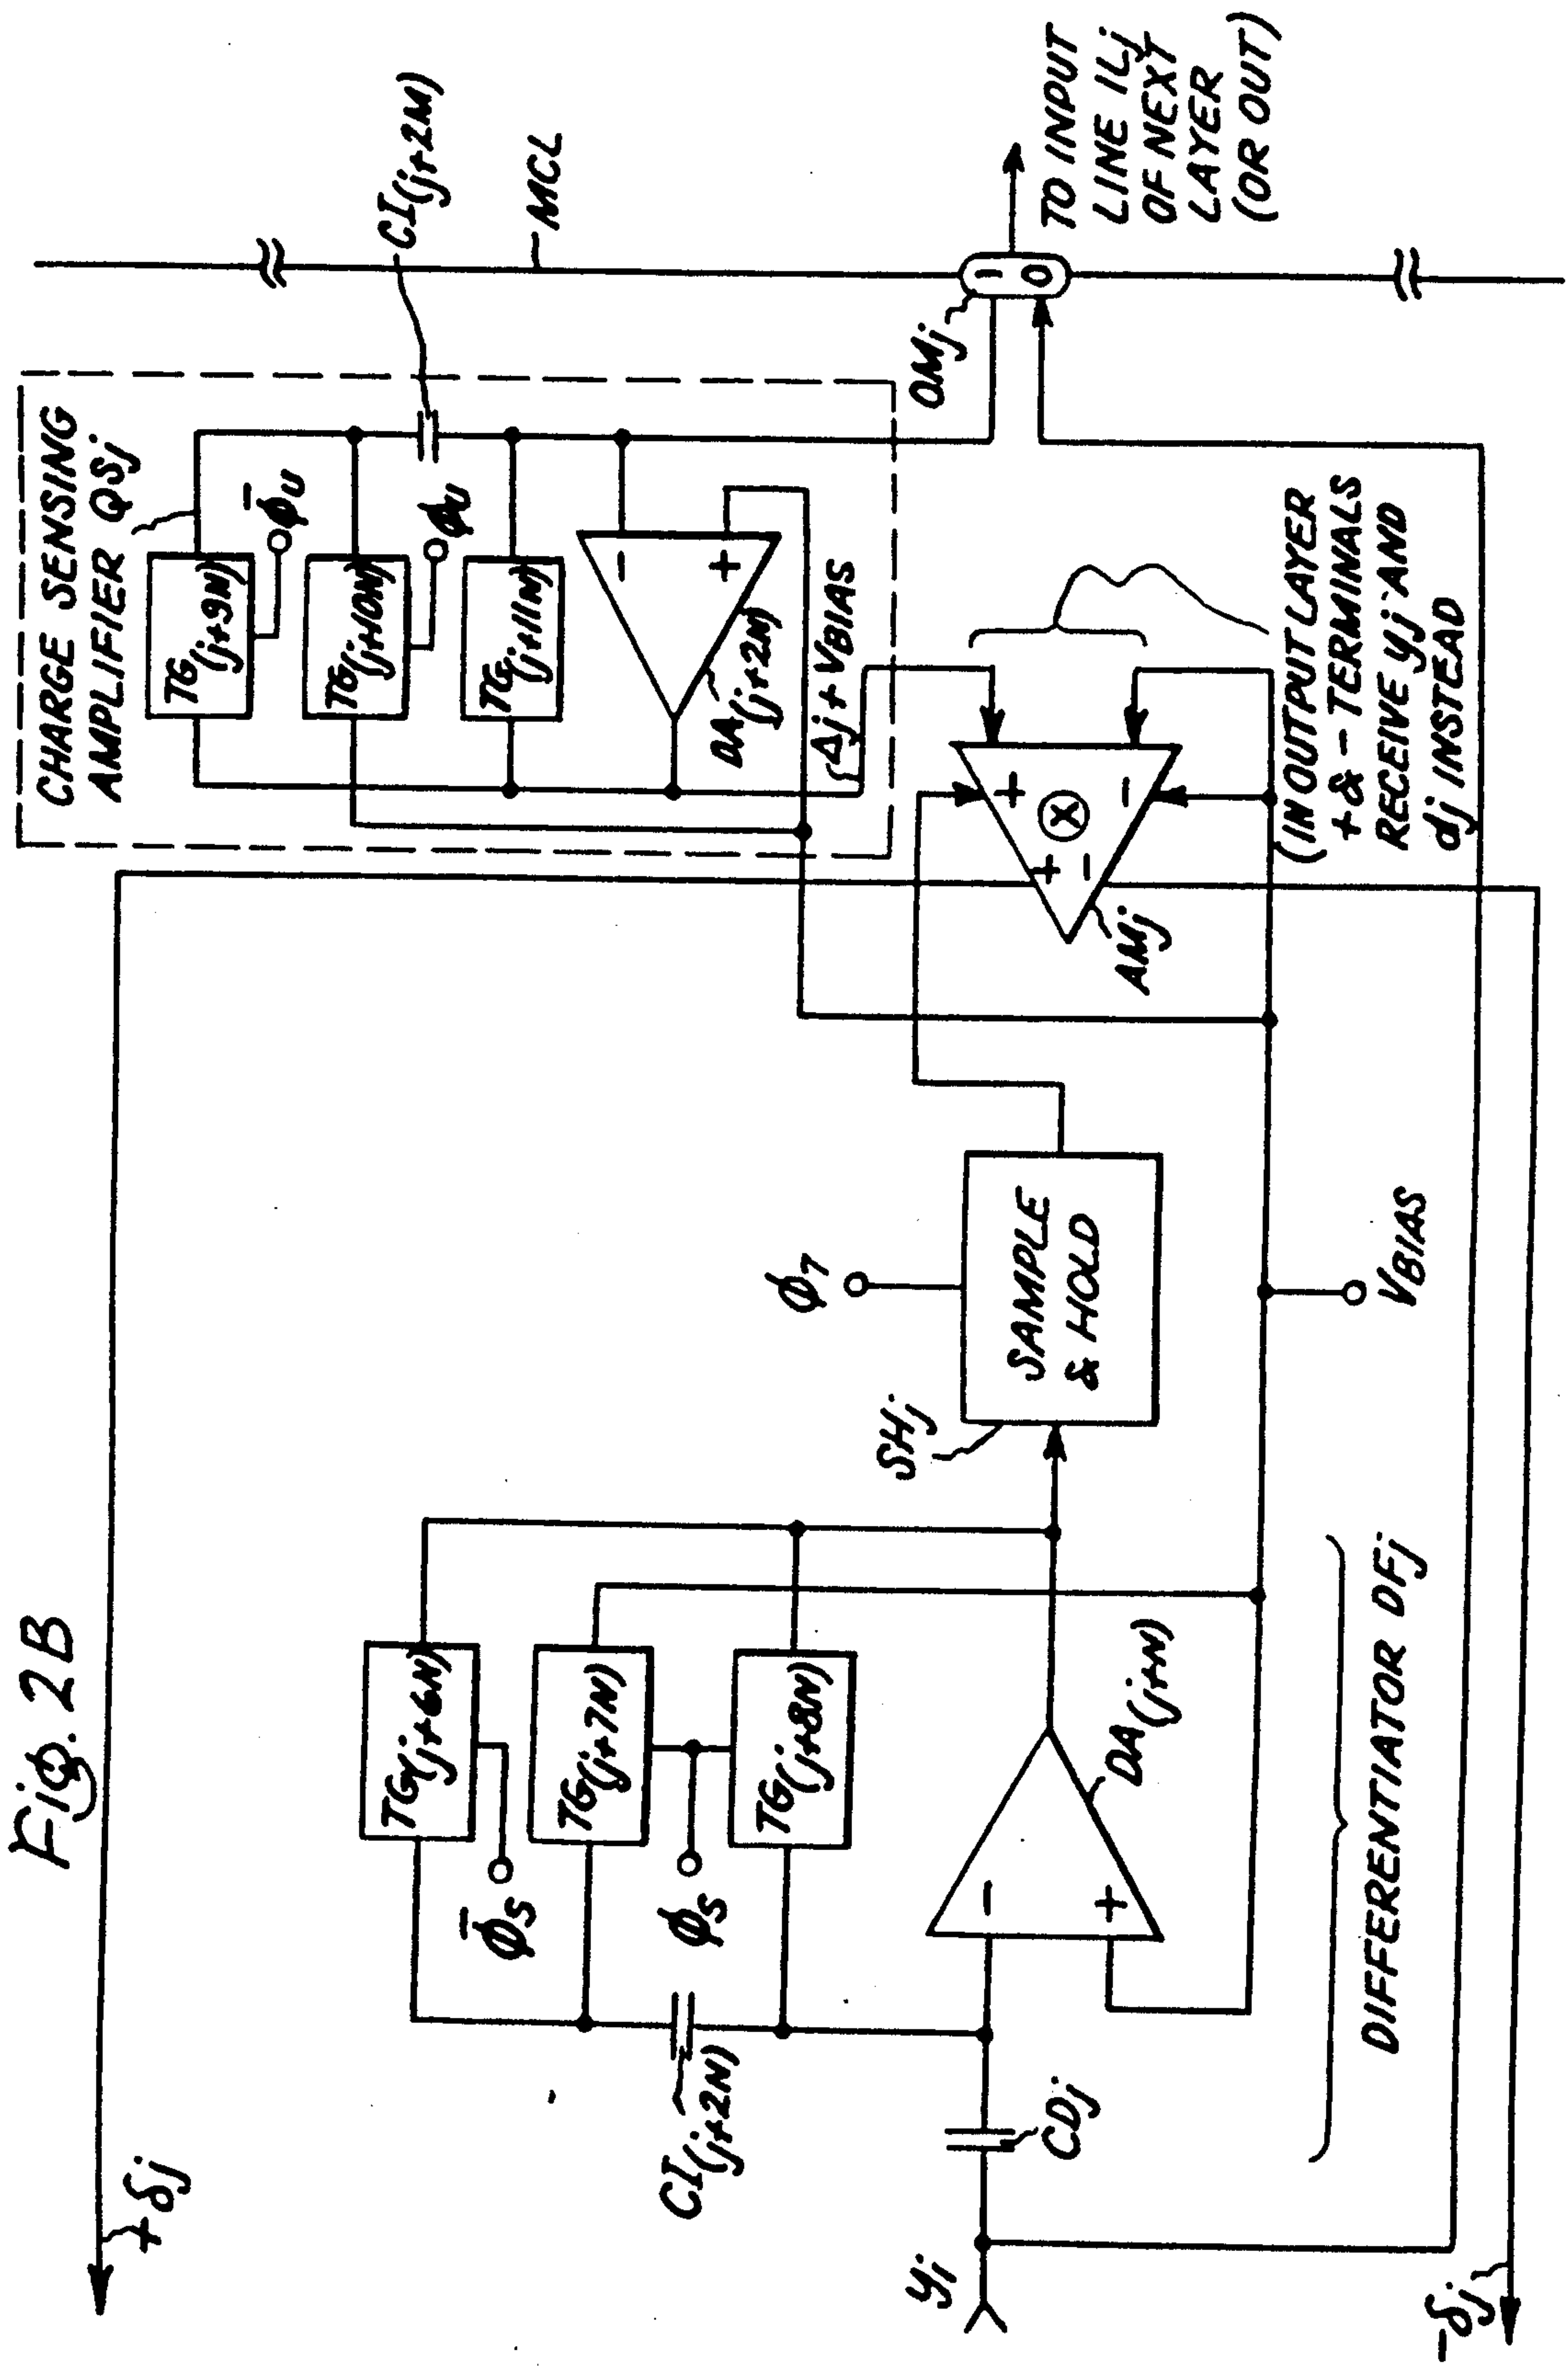 Fig. 2B
+δj
CHARGE SENSING
AMPLIFIER QSj
TG(j+9N)
φ̄U
TG(j+10N)
φU
TG(j+11N)
CI(j+2M)
MCL
DA(j+2M)
Δj+VBIAS
TG(j+6N)
φ̄S
TG(j+7N)
φS
TG(j+8N)
CI(j+2N)
φ7
SHj
SAMPLE
& HOLD
OMj
1
0
TO INPUT
LINE ILj
OF NEXT
LAYER
(OR OUT)
yj
CDj
−
+
DA(j+N)
−
+
+
−
+
−
X
AMj
(IN OUTPUT LAYER
+ & − TERMINALS
RECEIVE yj AND
dj INSTEAD
VBIAS
DIFFERENTIATOR DFj
−δj